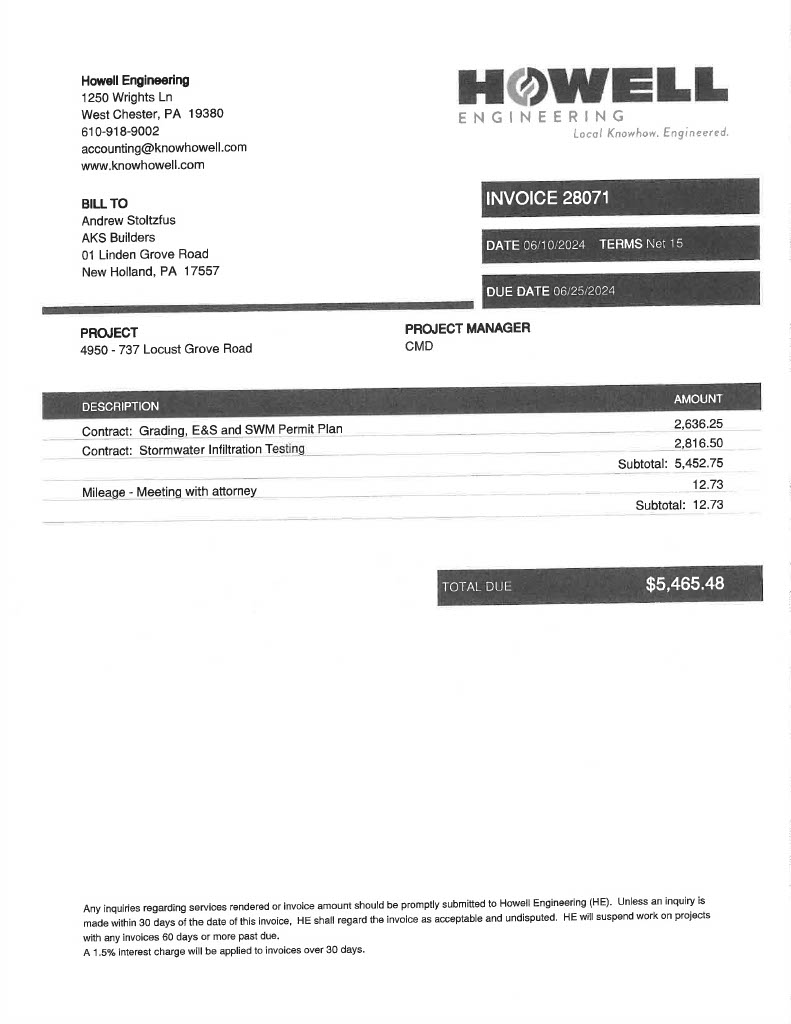 Howell Engineering
1250 Wrights Ln
West Chester, PA 19380
610-918-9002
accounting@knowhowell.com
www.knowhowell.com
HOWELL
ENGINEERING
Local Knowhow. Engineered.
BILL TO
Andrew Stoltzfus
AKS Builders
01 Linden Grove Road
New Holland, PA 17557
INVOICE 28071
DATE 06/10/2024 TERMS Net 15
DUE DATE 06/25/2024
PROJECT
4950 - 737 Locust Grove Road
PROJECT MANAGER
CMD
DESCRIPTION AMOUNT
Contract: Grading, E&S and SWM Permit Plan 2,636.25
Contract: Stormwater Infiltration Testing 2,816.50
Subtotal: 5,452.75
Mileage - Meeting with attorney 12.73
Subtotal: 12.73
TOTAL DUE $5,465.48
Any inquiries regarding services rendered or invoice amount should be promptly submitted to Howell Engineering (HE). Unless an inquiry is
made within 30 days of the date of this invoice, HE shall regard the invoice as acceptable and undisputed. HE will suspend work on projects
with any invoices 60 days or more past due.
A 1.5% interest charge will be applied to invoices over 30 days.